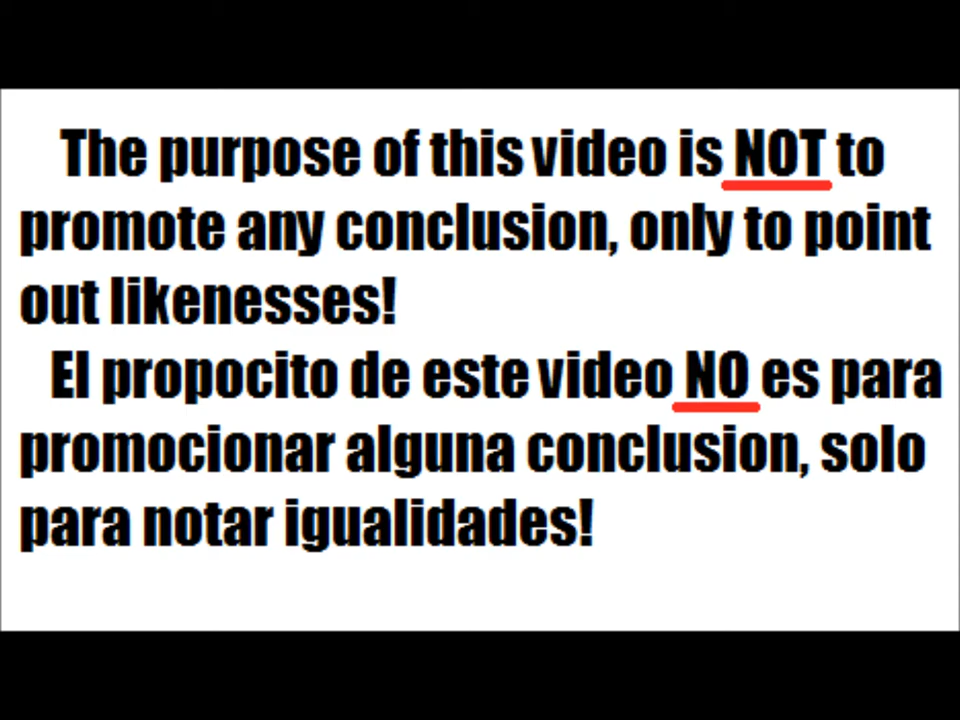 The purpose of this video is NOT to
promote any conclusion, only to point
out likenesses!
El propocito de este video NO es para
promocionar alguna conclusion, solo
para notar igualidades!